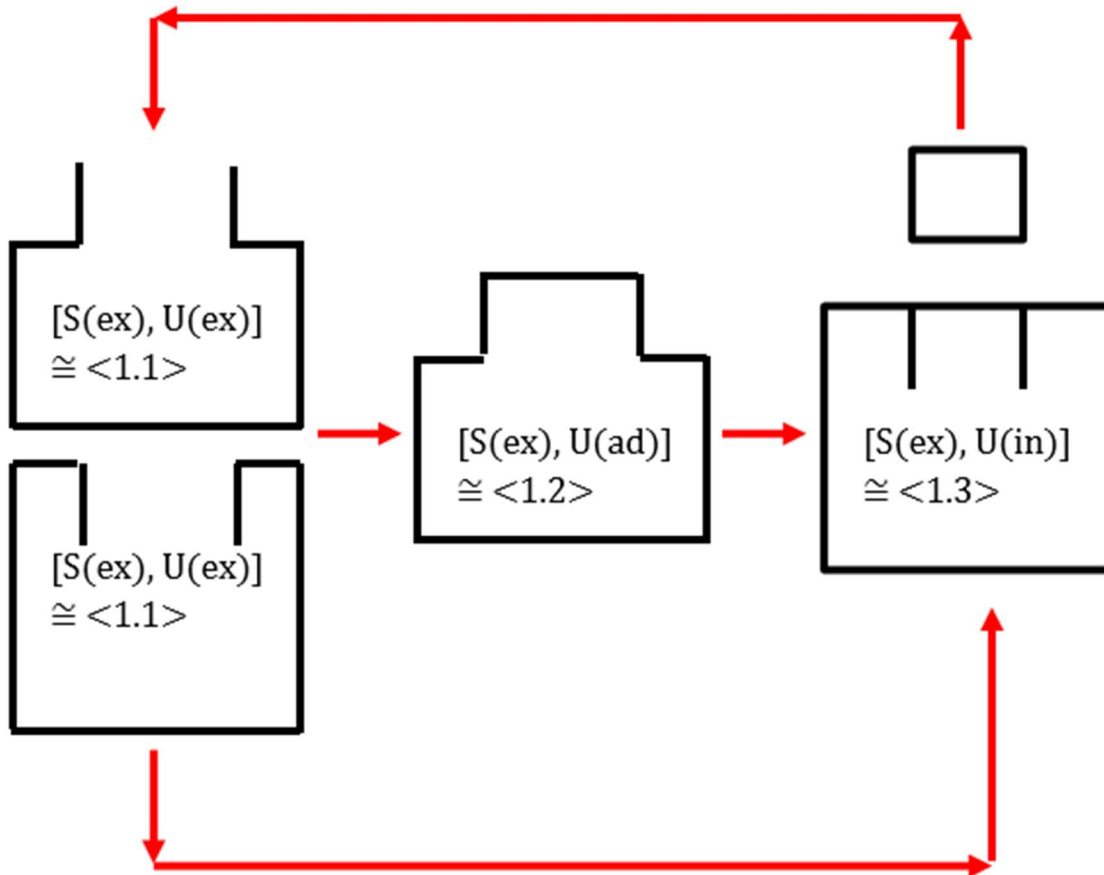 [S(ex), U(ex)]
≅ <1.1>
[S(ex), U(ex)]
≅ <1.1>
[S(ex), U(ad)]
≅ <1.2>
[S(ex), U(in)]
≅ <1.3>